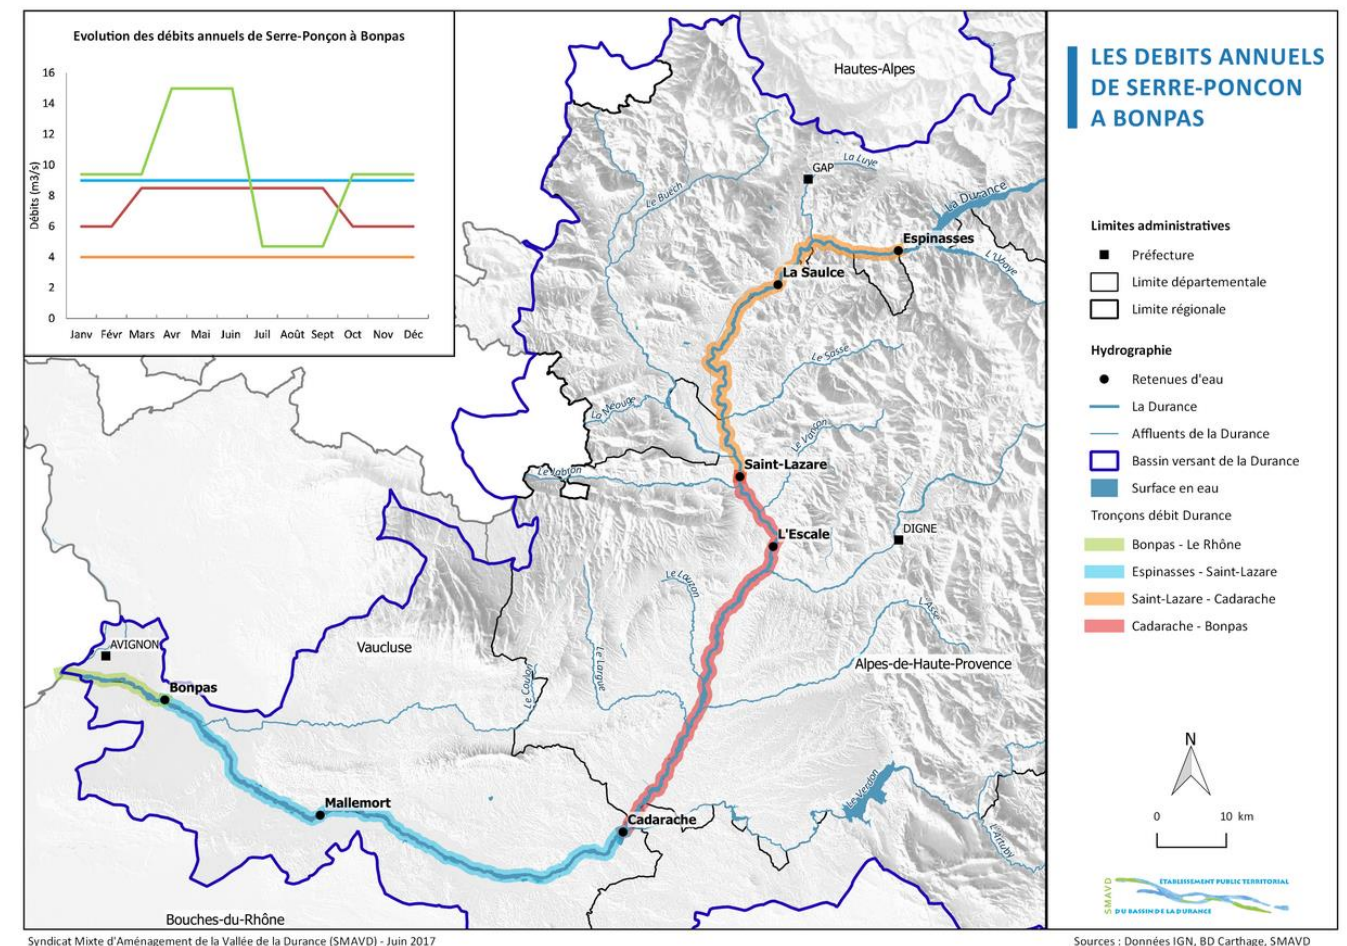 Evolution des débits annuels de Serre-Ponçon à Bonpas
Débits (m3/s)
16
14
12
10
8
6
4
2
0
Janv Févr Mars Avr Mai Juin Juil Août Sept Oct Nov Déc
Hautes-Alpes
GAP
La Luye
Le Buëch
La Durance
Espinasses
L'Ubaye
La Saulce
Le Sasse
La Méouge
Le Vançon
Saint-Lazare
Le Jabron
L'Escale
DIGNE
Le Lauzon
L'Asse
AVIGNON
Vaucluse
Le Largue
Alpes-de-Haute-Provence
Le Coulon
Bonpas
Mallemort
Cadarache
Le Verdon
L'Artuby
Bouches-du-Rhône
LES DEBITS ANNUELS
DE SERRE-PONCON
A BONPAS
Limites administratives
Préfecture
Limite départementale
Limite régionale
Hydrographie
Retenues d'eau
La Durance
Affluents de la Durance
Bassin versant de la Durance
Surface en eau
Tronçons débit Durance
Bonpas - Le Rhône
Espinasses - Saint-Lazare
Saint-Lazare - Cadarache
Cadarache - Bonpas
N
0 10 km
SMAVD
ETABLISSEMENT PUBLIC TERRITORIAL
DU BASSIN DE LA DURANCE
Syndicat Mixte d'Aménagement de la Vallée de la Durance (SMAVD) - Juin 2017
Sources : Données IGN, BD Carthage, SMAVD